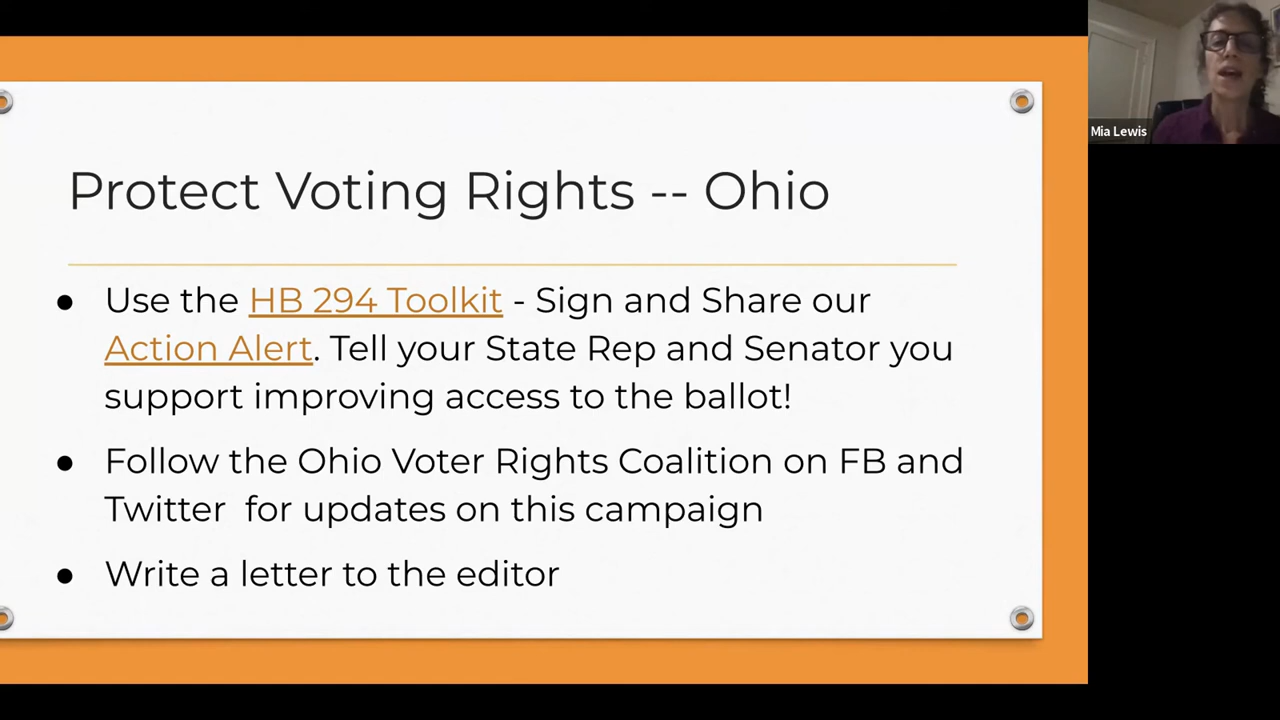 Protect Voting Rights -- Ohio
● Use the HB 294 Toolkit - Sign and Share our
Action Alert. Tell your State Rep and Senator you
support improving access to the ballot!
● Follow the Ohio Voter Rights Coalition on FB and
Twitter  for updates on this campaign
● Write a letter to the editor
Mia Lewis